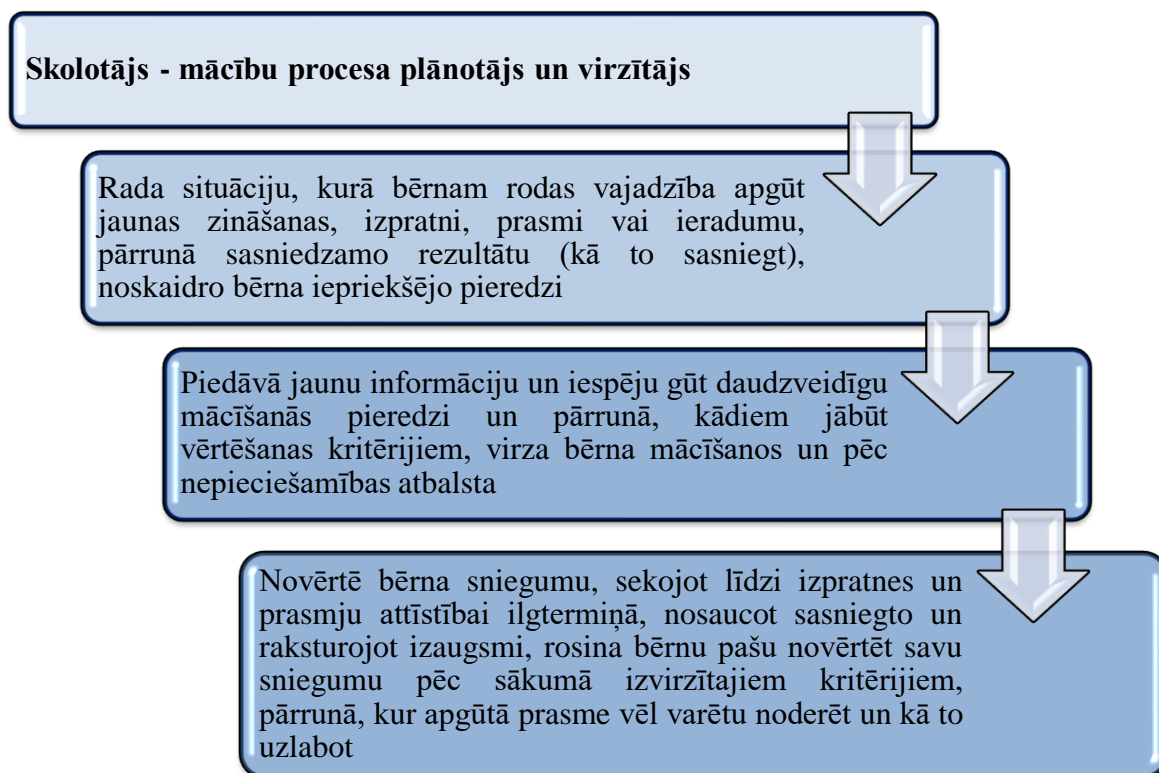 Skolotājs - mācību procesa plānotājs un virzītājs
Rada situāciju, kurā bērnam rodas vajadzība apgūt
jaunas zināšanas, izpratni, prasmi vai ieradumu,
pārrunā sasniedzamo rezultātu (kā to sasniegt),
noskaidro bērna iepriekšējo pieredzi
Piedāvā jaunu informāciju un iespēju gūt daudzveidīgu
mācīšanās pieredzi un pārrunā, kādiem jābūt
vērtēšanas kritērijiem, virza bērna mācīšanos un pēc
nepieciešamības atbalsta
Novērtē bērna sniegumu, sekojot līdzi izpratnes un
prasmju attīstībai ilgtermiņā, nosaucot sasniegto un
raksturojot izaugsmi, rosina bērnu pašu novērtēt savu
sniegumu pēc sākumā izvirzītajiem kritērijiem,
pārrunā, kur apgūtā prasme vēl varētu noderēt un kā to
uzlabot